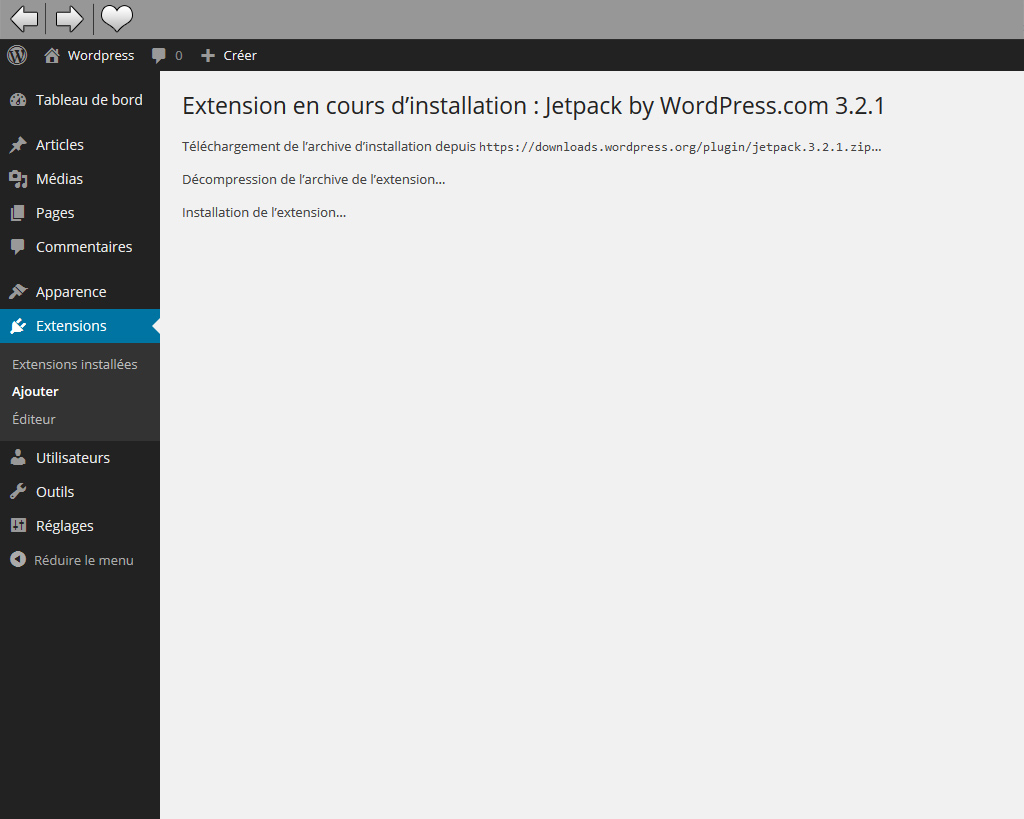 Wordpress 0 Créer
Tableau de bord
Articles
Médias
Pages
Commentaires
Apparence
Extensions
Extensions installées
Ajouter
Éditeur
Utilisateurs
Outils
Réglages
Réduire le menu
Extension en cours d’installation : Jetpack by WordPress.com 3.2.1
Téléchargement de l’archive d’installation depuis https://downloads.wordpress.org/plugin/jetpack.3.2.1.zip…
Décompression de l’archive de l’extension…
Installation de l’extension…